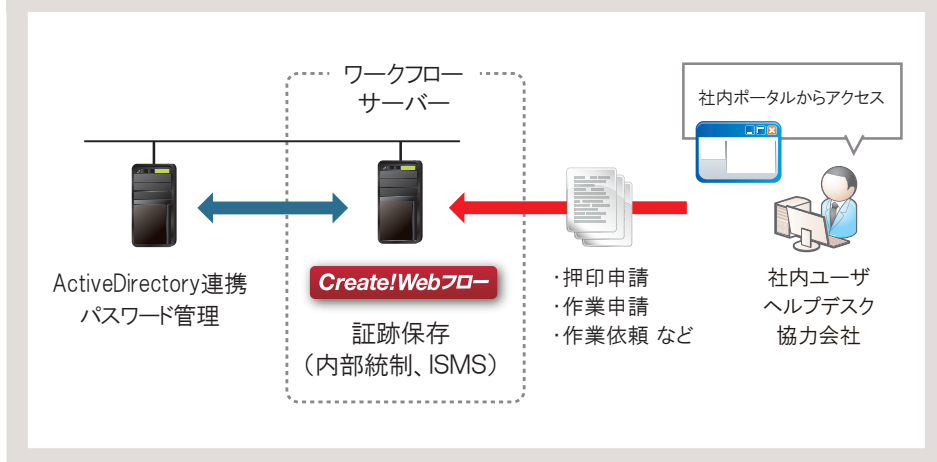 ワークフロー
サーバー
社内ポータルからアクセス
ActiveDirectory連携
パスワード管理
Create!Webフロー
証跡保存
（内部統制、ISMS）
・押印申請
・作業申請
・作業依頼 など
社内ユーザ
ヘルプデスク
協力会社